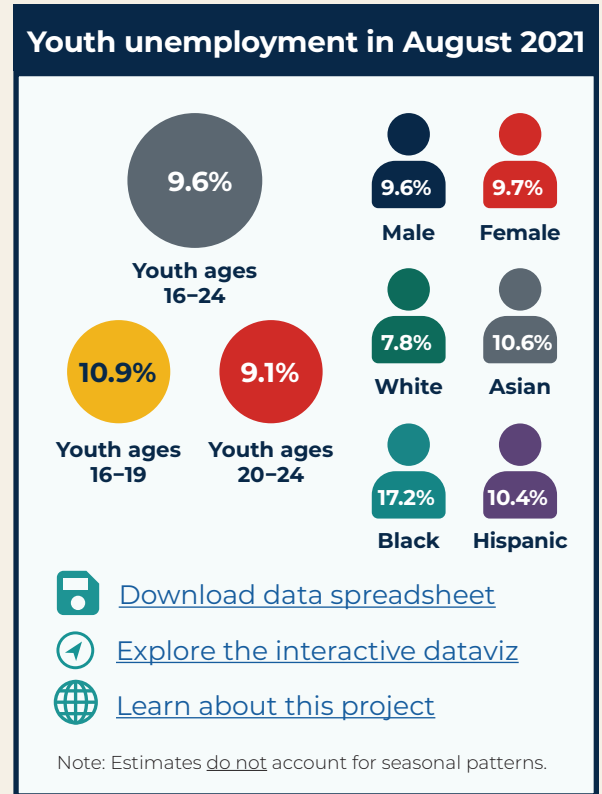 Youth unemployment in August 2021
9.6%
Youth ages
16–24
10.9%
Youth ages
16–19
9.1%
Youth ages
20–24
9.6%
Male
9.7%
Female
7.8%
White
10.6%
Asian
17.2%
Black
10.4%
Hispanic
Download data spreadsheet
Explore the interactive dataviz
Learn about this project
Note: Estimates do not account for seasonal patterns.